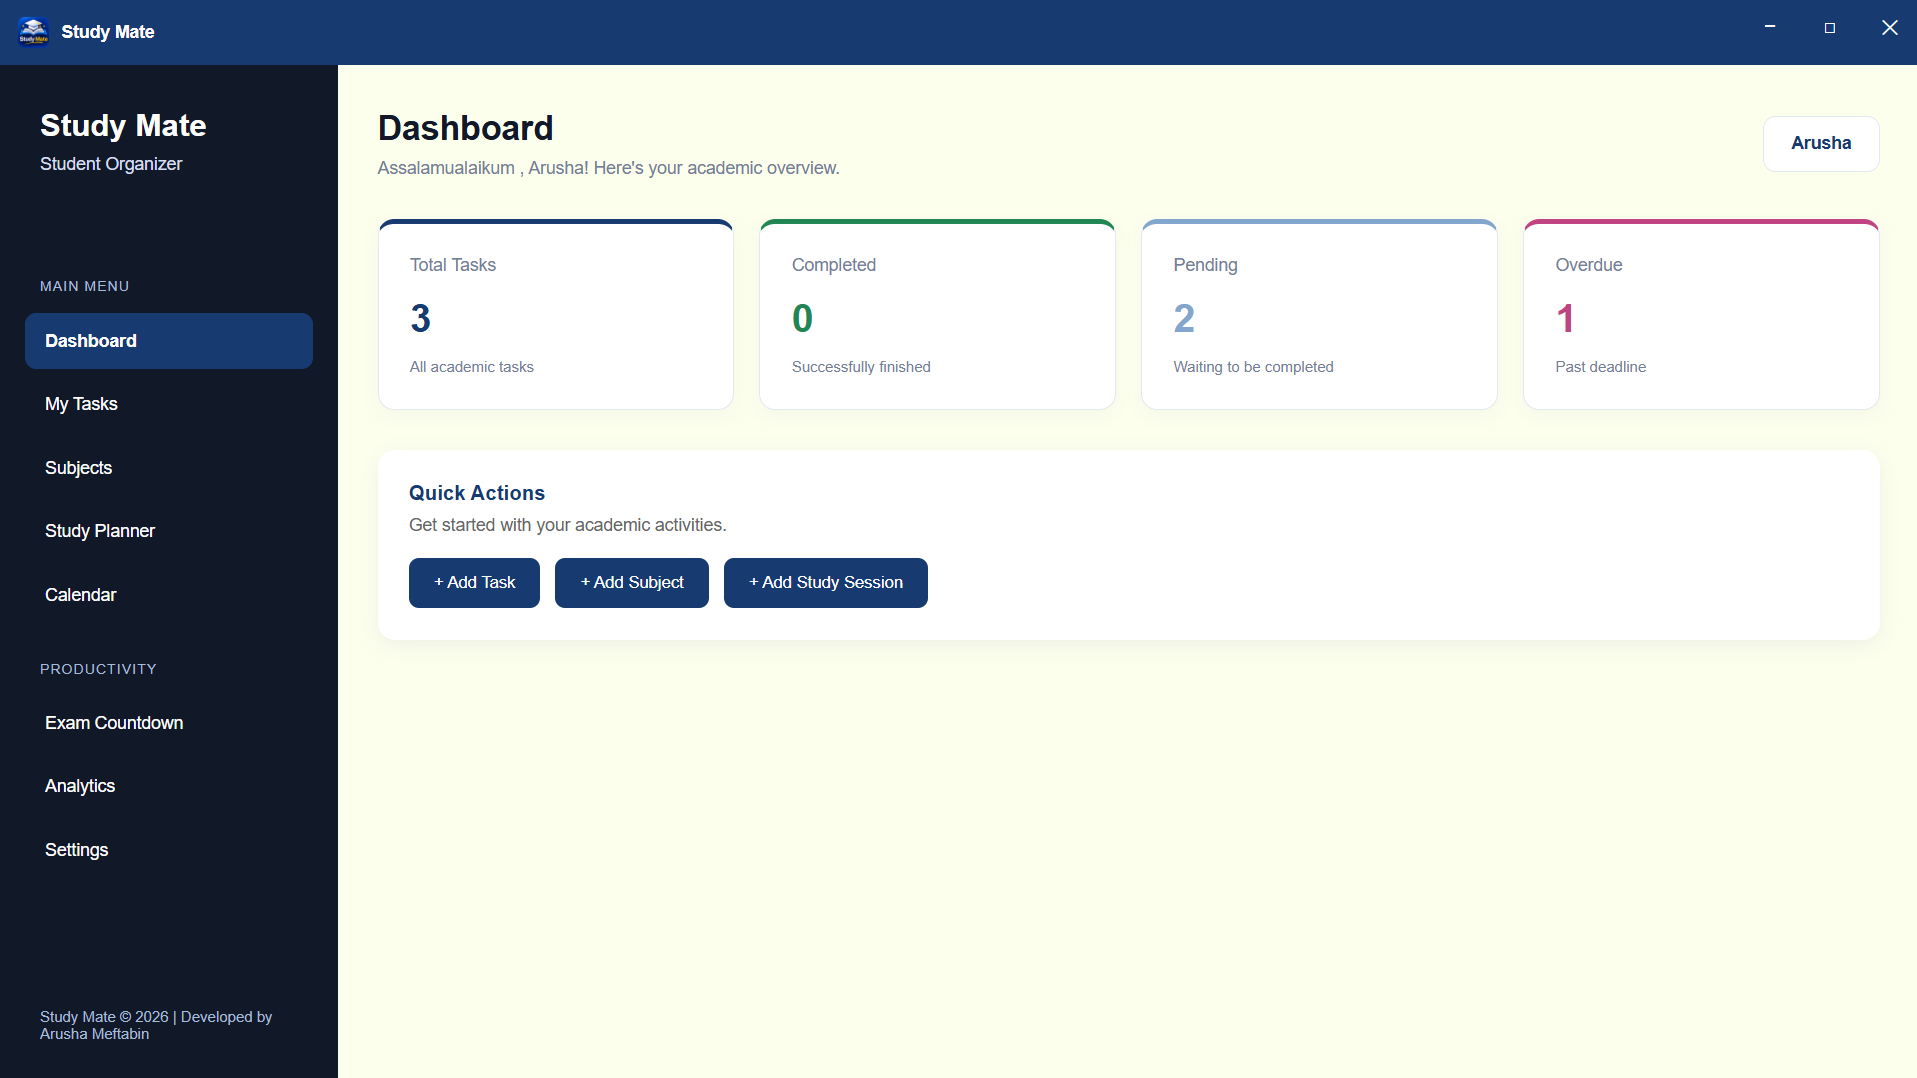 Study Mate
Study Mate
Student Organizer
MAIN MENU
Dashboard
My Tasks
Subjects
Study Planner
Calendar
PRODUCTIVITY
Exam Countdown
Analytics
Settings
Study Mate © 2026 | Developed by
Arusha Meftabin
Dashboard
Assalamualaikum , Arusha! Here's your academic overview.
Arusha
Total Tasks
3
All academic tasks
Completed
0
Successfully finished
Pending
2
Waiting to be completed
Overdue
1
Past deadline
Quick Actions
Get started with your academic activities.
+ Add Task
+ Add Subject
+ Add Study Session